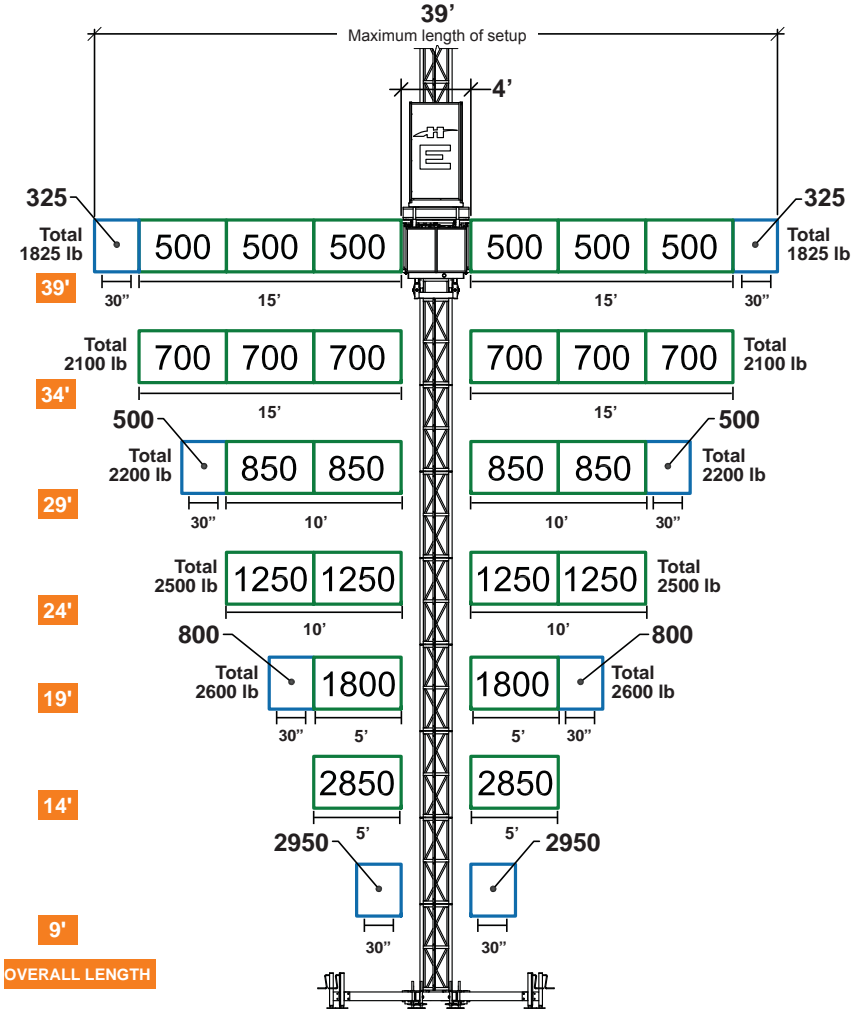 39’
Maximum length of setup
4’
E
325
325
Total
1825 lb
500 500 500
500 500 500
Total
1825 lb
39'
30”
15’
15’
30”
Total
2100 lb
700 700 700
700 700 700
Total
2100 lb
34'
15’
15’
500
500
Total
2200 lb
850 850
850 850
Total
2200 lb
29'
30”
10’
10’
30”
Total
2500 lb
1250 1250
1250 1250
Total
2500 lb
24'
10’
10’
800
800
Total
2600 lb
1800
1800
Total
2600 lb
19'
30”
5’
5’
30”
2850
2850
14'
5’
5’
2950
2950
9'
30”
30”
OVERALL LENGTH